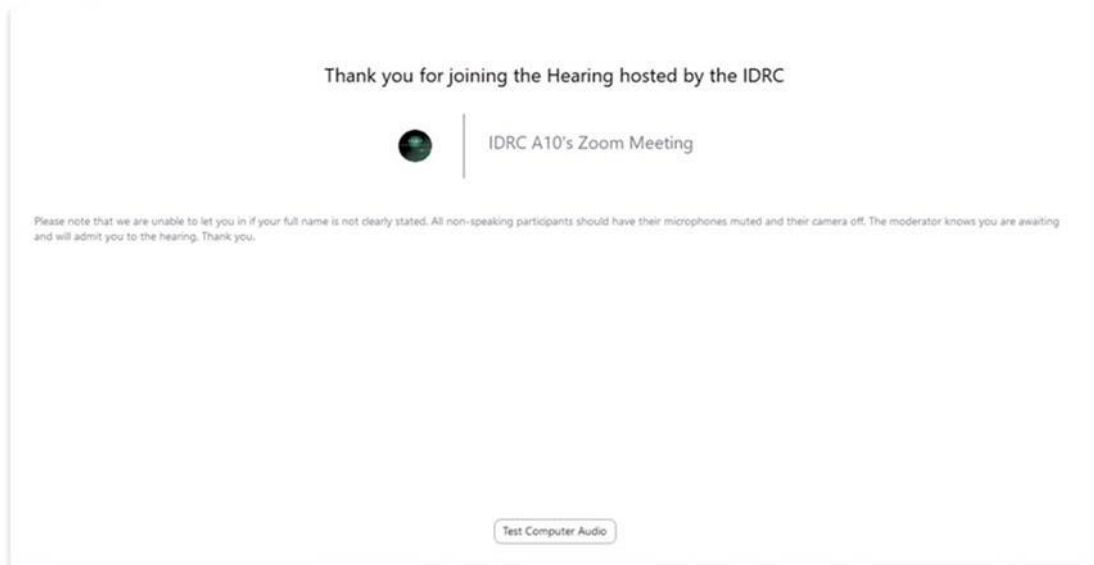 Thank you for joining the Hearing hosted by the IDRC
IDRC A10's Zoom Meeting
Please note that we are unable to let you in if your full name is not clearly stated. All non-speaking participants should have their microphones muted and their camera off. The moderator knows you are awaiting
and will admit you to the hearing. Thank you.
Test Computer Audio